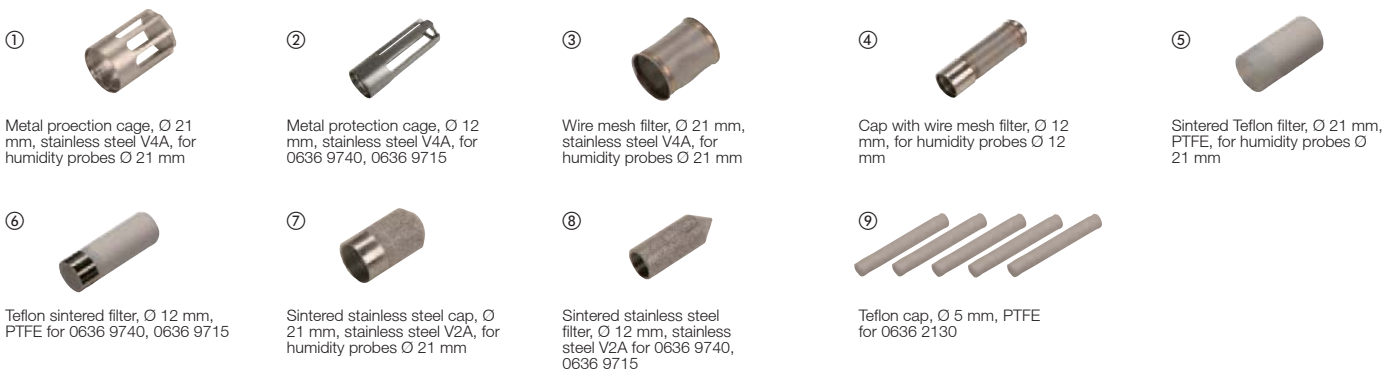 ①
Metal proection cage, Ø 21
mm, stainless steel V4A, for
humidity probes Ø 21 mm
②
Metal protection cage, Ø 12
mm, stainless steel V4A, for
0636 9740, 0636 9715
③
Wire mesh filter, Ø 21 mm,
stainless steel V4A, for
humidity probes Ø 21 mm
④
Cap with wire mesh filter, Ø 12
mm, for humidity probes Ø 12
mm
⑤
Sintered Teflon filter, Ø 21 mm,
PTFE, for humidity probes Ø
21 mm
⑥
Teflon sintered filter, Ø 12 mm,
PTFE for 0636 9740, 0636 9715
⑦
Sintered stainless steel cap, Ø
21 mm, stainless steel V2A, for
humidity probes Ø 21 mm
⑧
Sintered stainless steel
filter, Ø 12 mm, stainless
steel V2A for 0636 9740,
0636 9715
⑨
Teflon cap, Ø 5 mm, PTFE
for 0636 2130